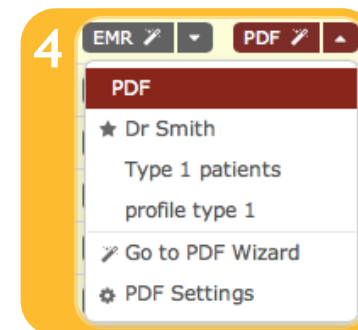 4
EMR PDF
PDF
Dr Smith
Type 1 patients
profile type 1
Go to PDF Wizard
PDF Settings